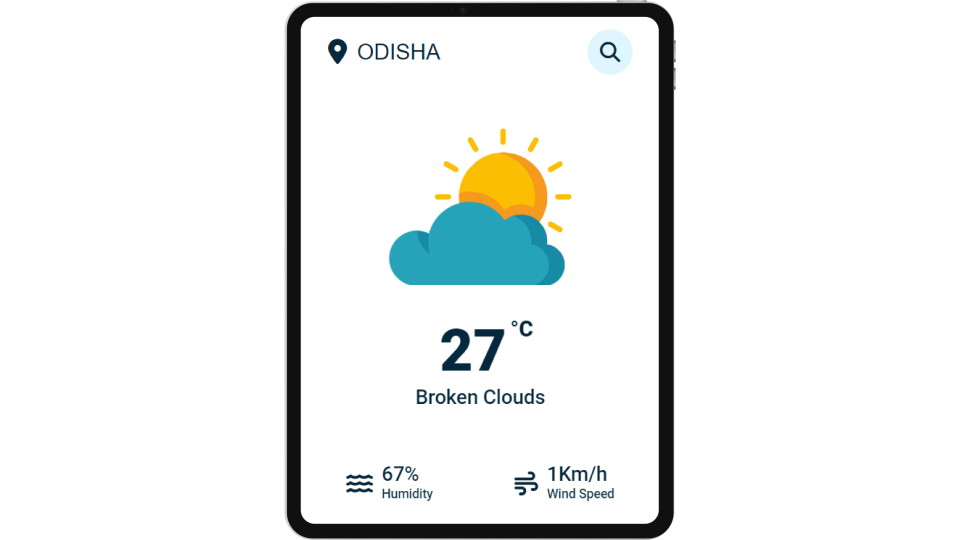 ODISHA
27 °C
Broken Clouds
67%
Humidity
1Km/h
Wind Speed